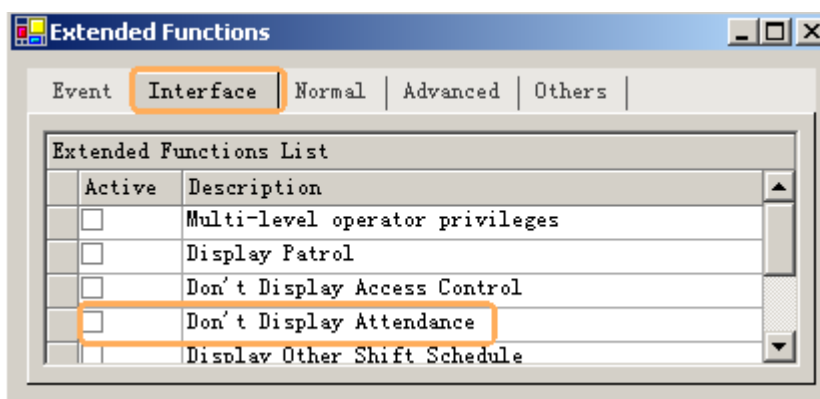 Extended Functions
Event Interface Normal Advanced Others
Extended Functions List
Active Description
Multi-level operator privileges
Display Patrol
Don't Display Access Control
Don't Display Attendance
Display Other Shift Schedule